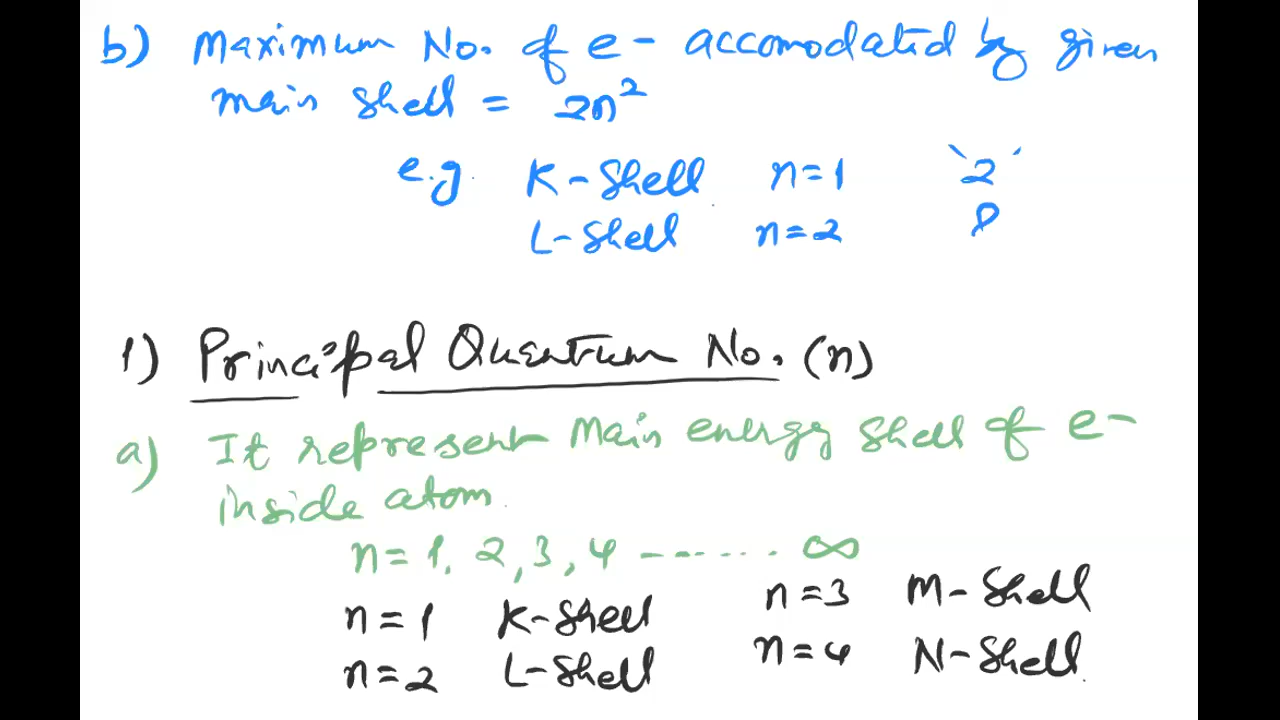 b) Maximum No. of e- accomodated by given
main shell = 2n²
e.g. K-Shell n=1 2
L-Shell n=2 8
1) Principal Quantum No. (n)
a) It represent main energy shell of e-
inside atom.
n=1, 2, 3, 4 ------- ∞
n=1 K-Shell n=3 M-Shell
n=2 L-Shell n=4 N-Shell